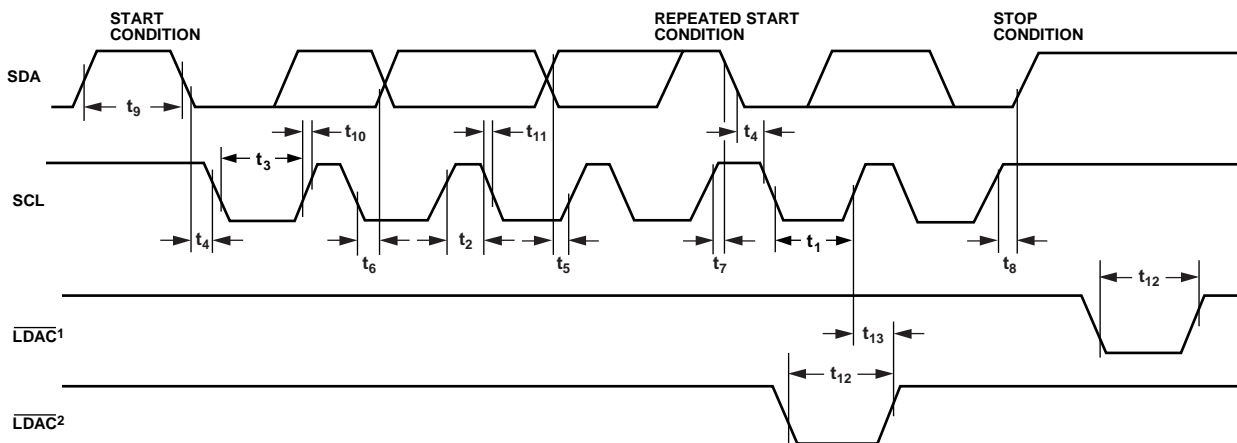 START
CONDITION
REPEATED START
CONDITION
STOP
CONDITION
SDA
t9
t10
t11
t4
t3
SCL
t4
t6
t2
t5
t7
t1
t8
t12
LDAC1
t13
t12
LDAC2